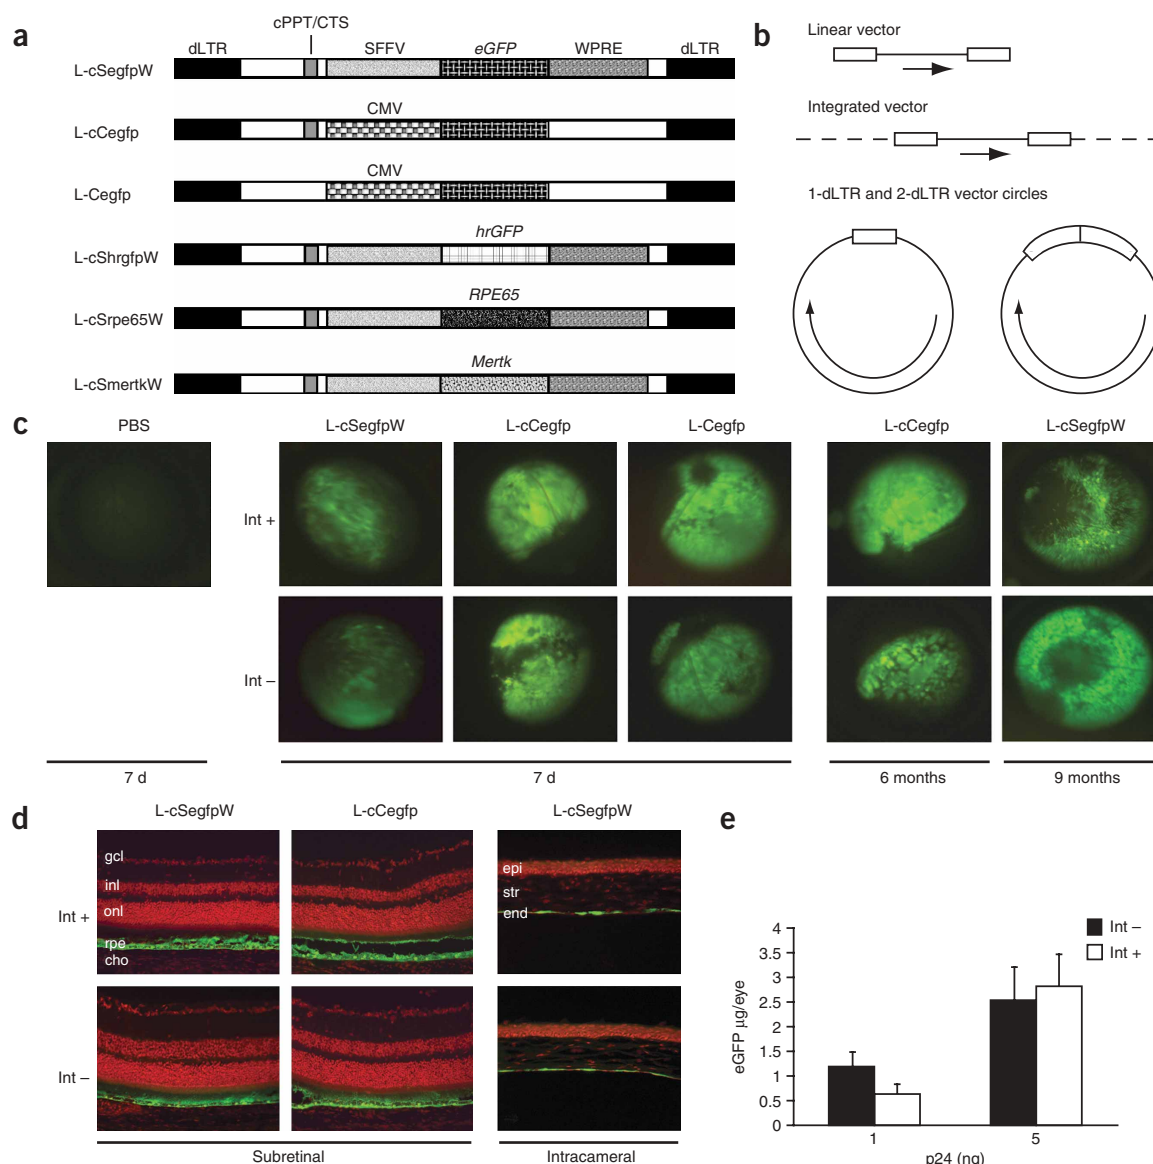 a
cPPT/CTS
dLTR SFFV eGFP WPRE dLTR
L-cSegfpW
CMV
L-cCegfp
CMV
L-Cegfp
hrGFP
L-cShrgfpW
RPE65
L-cSrpe65W
Mertk
L-cSmertkW
b
Linear vector
Integrated vector
1-dLTR and 2-dLTR vector circles
c
PBS L-cSegfpW L-cCegfp L-Cegfp L-cCegfp L-cSegfpW
Int +
Int –
7 d 7 d 6 months 9 months
d
L-cSegfpW L-cCegfp L-cSegfpW
Int +
gcl
inl
onl
rpe
cho
epi
str
end
Int –
Subretinal Intracameral
e
Int –
Int +
eGFP µg/eye
4
3.5
3
2.5
2
1.5
1
0.5
0
1 5
p24 (ng)